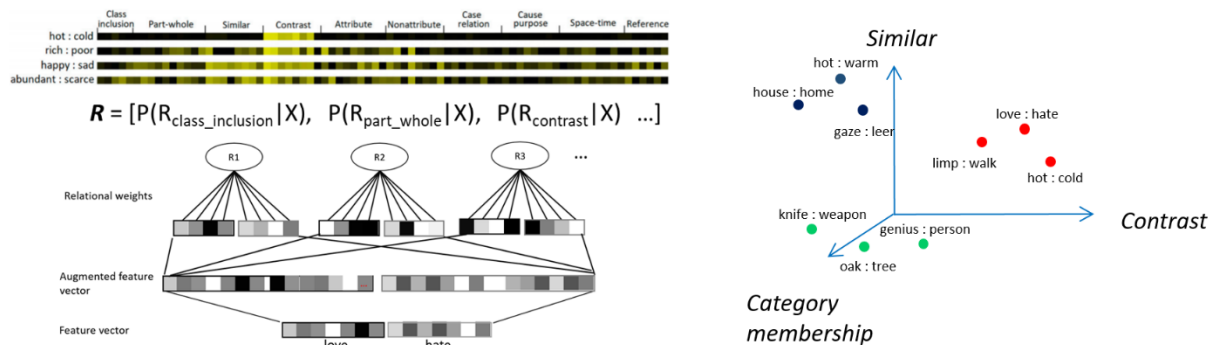 Class inclusion
Part-whole
Similar
Contrast
Attribute
Nonattribute
Case relation
Cause purpose
Space-time
Reference
hot : cold
rich : poor
happy : sad
abundant : scarce
R = [P(R_class_inclusion|X), P(R_part_whole|X), P(R_contrast|X) ...]
R1
R2
R3
...
Relational weights
Augmented feature vector
...
Feature vector
love
hate
Similar
hot : warm
house : home
gaze : leer
love : hate
limp : walk
hot : cold
knife : weapon
genius : person
oak : tree
Contrast
Category
membership